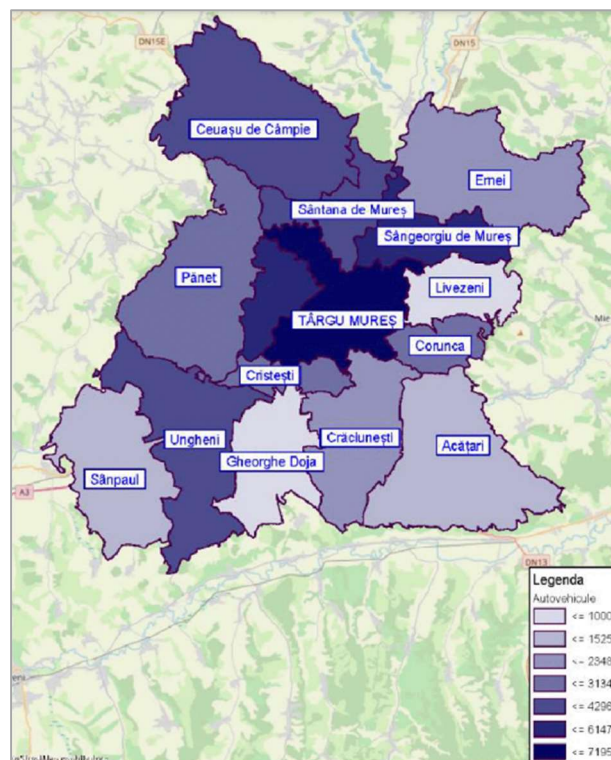 DN15E
DN15
Ceuașu de Câmpie
Ernei
Sântana de Mureș
Sângeorgiu de Mureș
Pănet
Livezeni
TÂRGU MUREȘ
Corunca
Cristești
Ungheni
Crăciunești
Acățari
Gheorghe Doja
Sânpaul
A3
DN13
Legenda
Autovehicule
<= 1000
<= 1525
<= 2348
<= 3134
<= 4296
<= 6147
<= 7195